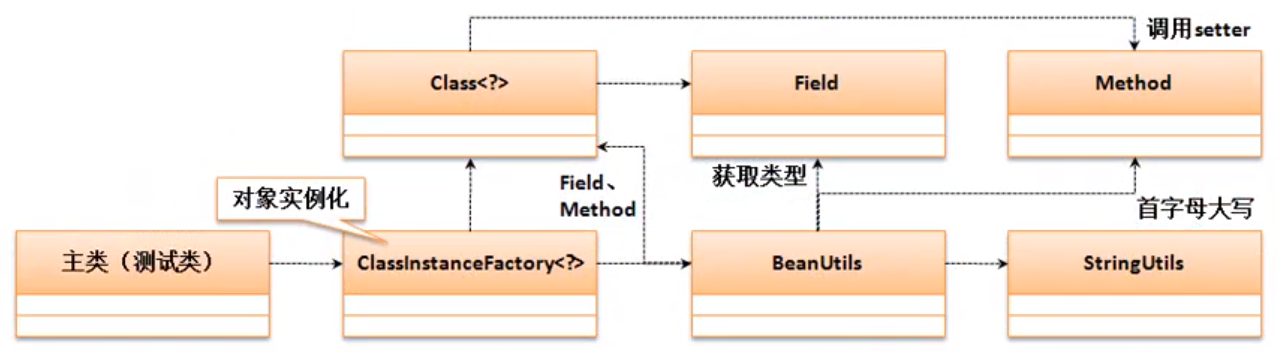 调用setter
Class<?>
Field
Method
Field、
Method
获取类型
首字母大写
对象实例化
主类（测试类）
ClassInstanceFactory<?>
BeanUtils
StringUtils